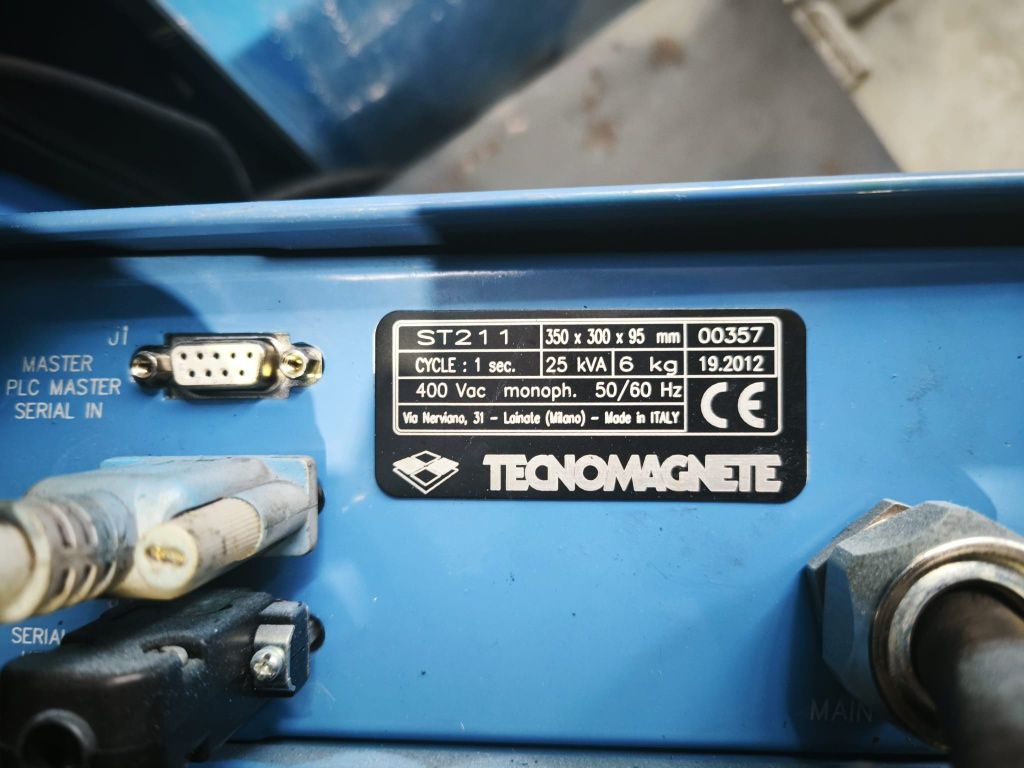 J1
MASTER
PLC MASTER
SERIAL IN
ST211 350 x 300 x 95 mm 00357
CYCLE : 1 sec. 25 kVA 6 kg 19.2012
400 Vac monoph. 50/60 Hz CE
Via Nerviano, 31 - Lainate (Milano) - Made in ITALY
TECNOMAGNETE
SERIAL
MAIN